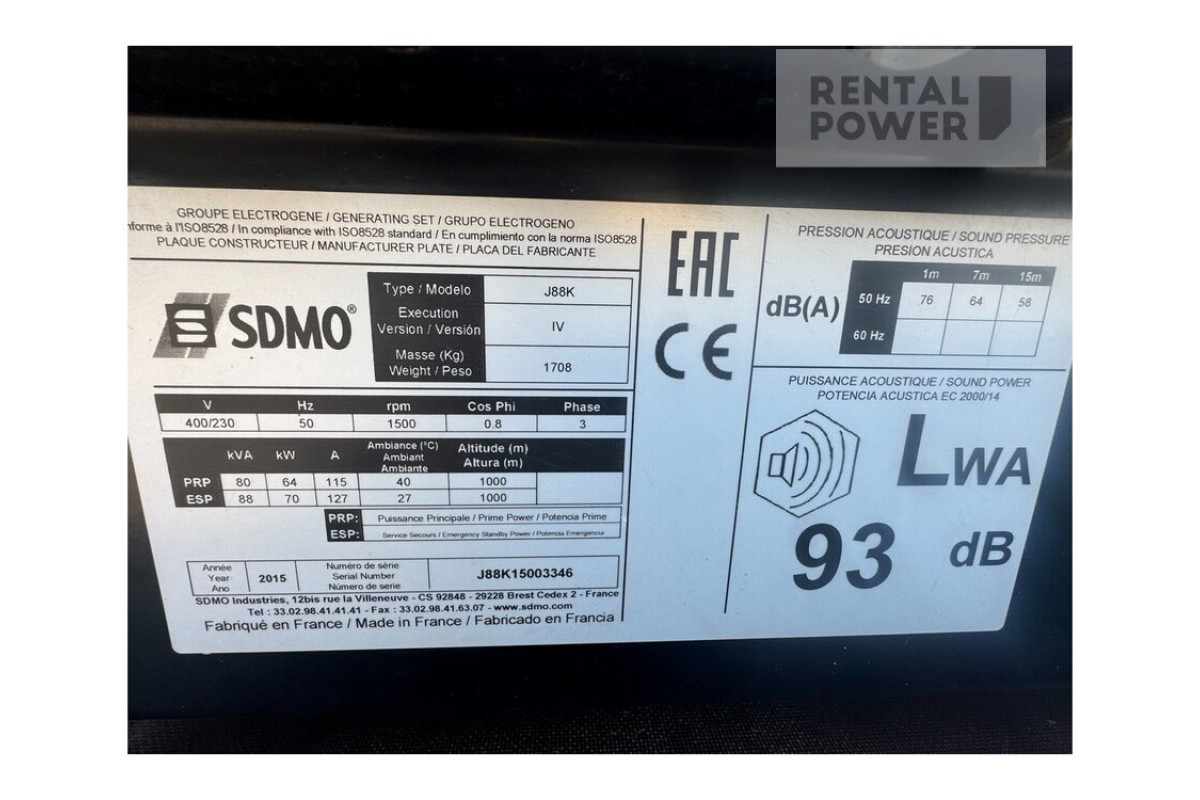 RENTAL
POWER
GROUPE ELECTROGENE / GENERATING SET / GRUPO ELECTROGENO
nforme à l'ISO8528 / In compliance with ISO8528 standard / En cumplimiento con la norma ISO8528
PLAQUE CONSTRUCTEUR / MANUFACTURER PLATE / PLACA DEL FABRICANTE
SDMO®
Type / Modelo J88K
Execution
Version / Versión IV
Masse (Kg)
Weight / Peso 1708
V Hz rpm Cos Phi Phase
400/230 50 1500 0.8 3
kVA kW A Ambiance (°C) Altitude (m)
Ambiant Altura (m)
Ambiante
PRP 80 64 115 40 1000
ESP 88 70 127 27 1000
PRP: Puissance Principale / Prime Power / Potencia Prime
ESP: Service Secours / Emergency Standby Power / Potencia Emergencia
Année
Year
Ano
2015
Numéro de série
Serial Number
Número de serie
J88K15003346
SDMO Industries, 12bis rue la Villeneuve - CS 92848 - 29228 Brest Cedex 2 - France
Tel : 33.02.98.41.41.41 - Fax : 33.02.98.41.63.07 - www.sdmo.com
Fabriqué en France / Made in France / Fabricado en Francia
EAC
CE
PRESSION ACOUSTIQUE / SOUND PRESSURE
PRESION ACUSTICA
1m 7m 15m
dB(A)
50 Hz 76 64 58
60 Hz
PUISSANCE ACOUSTIQUE / SOUND POWER
POTENCIA ACUSTICA EC 2000/14
LWA
93 dB